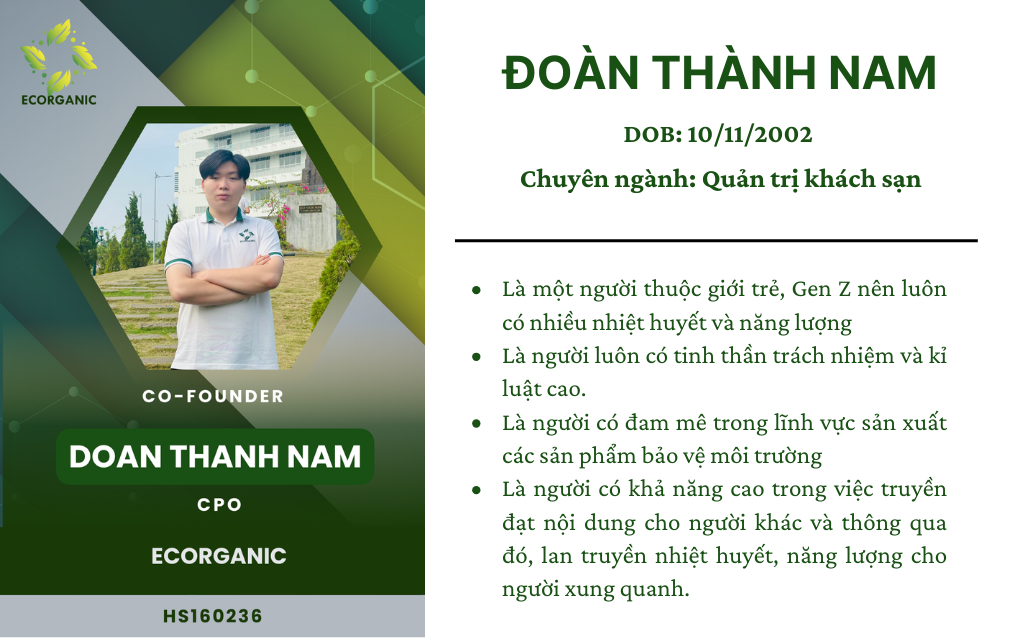 ECORGANIC
CO-FOUNDER
DOAN THANH NAM
CPO
ECORGANIC
HS160236
ĐOÀN THÀNH NAM
DOB: 10/11/2002
Chuyên ngành: Quản trị khách sạn
• Là một người thuộc giới trẻ, Gen Z nên luôn
có nhiều nhiệt huyết và năng lượng
• Là người luôn có tinh thần trách nhiệm và kỉ
luật cao.
• Là người có đam mê trong lĩnh vực sản xuất
các sản phẩm bảo vệ môi trường
• Là người có khả năng cao trong việc truyền
đạt nội dung cho người khác và thông qua
đó, lan truyền nhiệt huyết, năng lượng cho
người xung quanh.